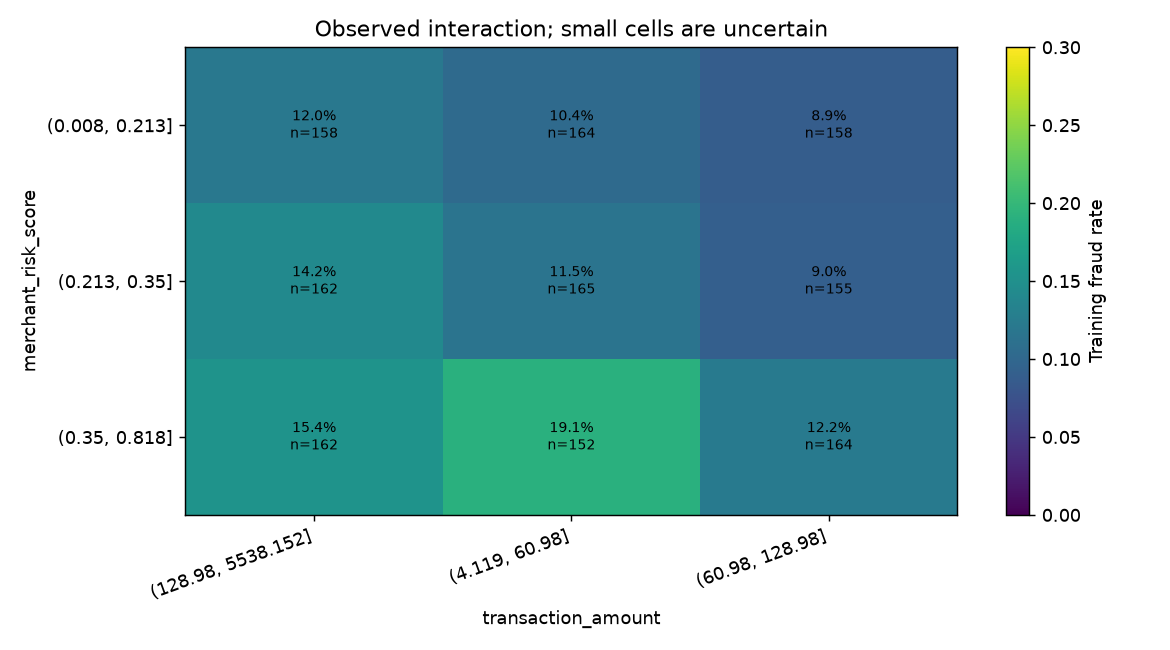 Observed interaction; small cells are uncertain
merchant_risk_score
(0.008, 0.213]
12.0%
n=158
10.4%
n=164
8.9%
n=158
(0.213, 0.35]
14.2%
n=162
11.5%
n=165
9.0%
n=155
(0.35, 0.818]
15.4%
n=162
19.1%
n=152
12.2%
n=164
(128.98, 5538.152]
(4.119, 60.98]
(60.98, 128.98]
transaction_amount
0.30
0.25
0.20
0.15
0.10
0.05
0.00
Training fraud rate